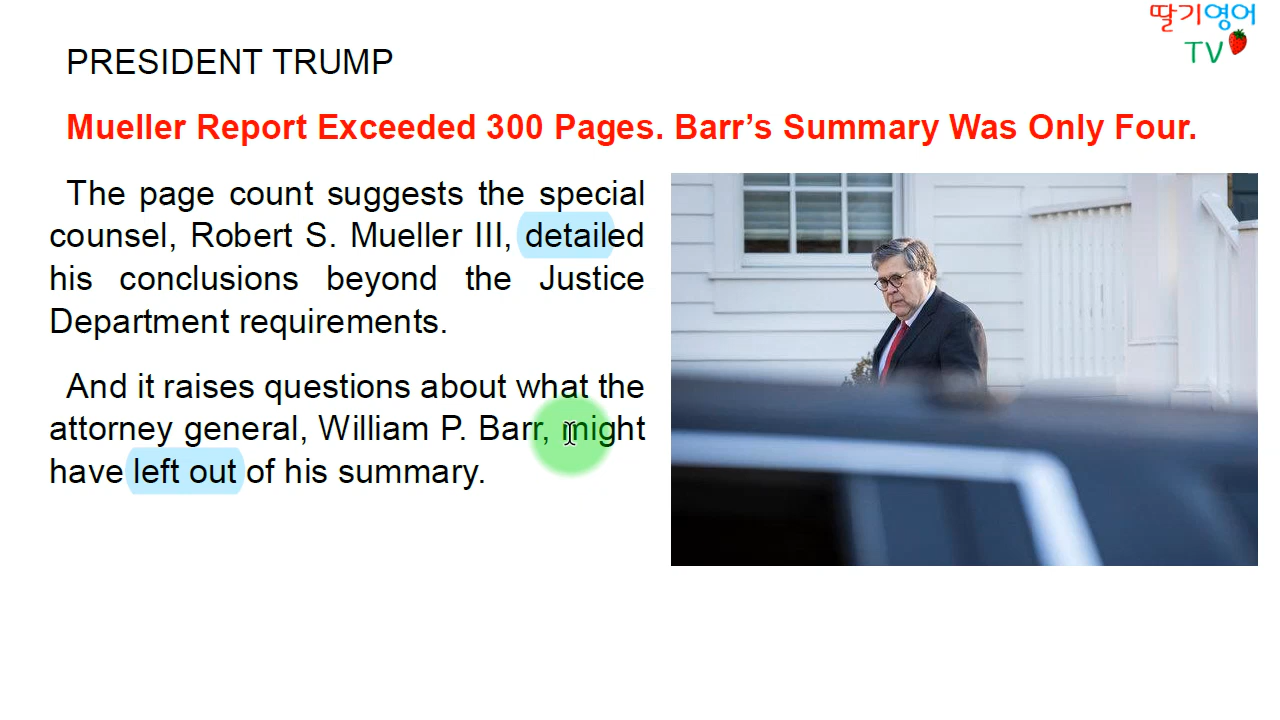 딸기영어
TV
PRESIDENT TRUMP
Mueller Report Exceeded 300 Pages. Barr’s Summary Was Only Four.
The page count suggests the special
counsel, Robert S. Mueller III, detailed
his conclusions beyond the Justice
Department requirements.
And it raises questions about what the
attorney general, William P. Barr, might
have left out of his summary.